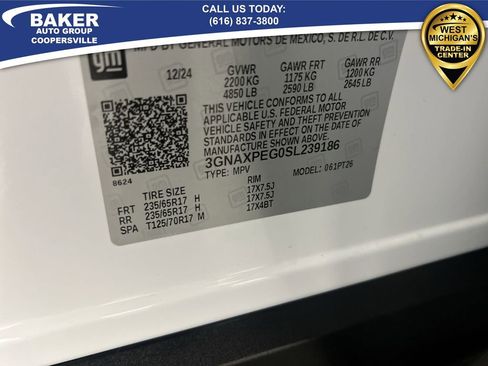 BAKER
AUTO GROUP
COOPERSVILLE
CALL US TODAY:
(616) 837-3800
WEST
MICHIGAN'S
TRADE-IN
CENTER
gm
MFD BY GENERAL MOTORS DE MEXICO, S. DE R.L. DE C.V.
12/24 GVWR GAWR FRT GAWR RR
2200 KG 1175 KG 1200 KG
4850 LB 2590 LB 2645 LB
THIS VEHICLE CONFORMS TO ALL
APPLICABLE U.S. FEDERAL MOTOR
VEHICLE SAFETY AND
THEFT PREVENTION STANDARDS IN EFFECT ON
THE DATE OF MANUFACTURE SHOWN ABOVE.
3GNAXPEG0SL239186
8624 TYPE: MPV MODEL: 061PT26
TIRE SIZE RIM
FRT 235/65R17 H 17X7.5J
RR 235/65R17 H 17X7.5J
SPA T125/70R17 M 17X4BT